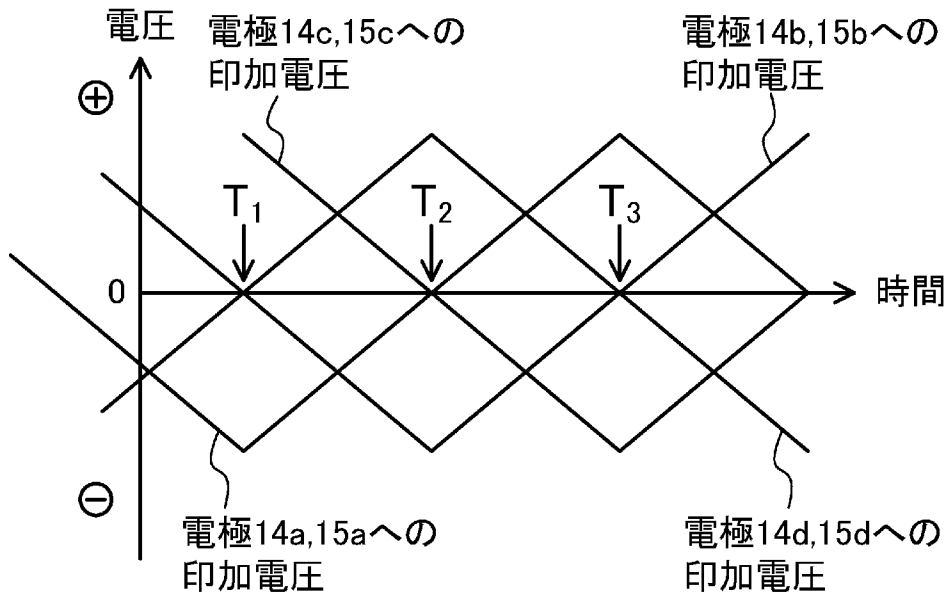 電圧
電極14c,15cへの
印加電圧
電極14b,15bへの
印加電圧
⊕
T1
T2
T3
0
時間
⊖
電極14a,15aへの
印加電圧
電極14d,15dへの
印加電圧